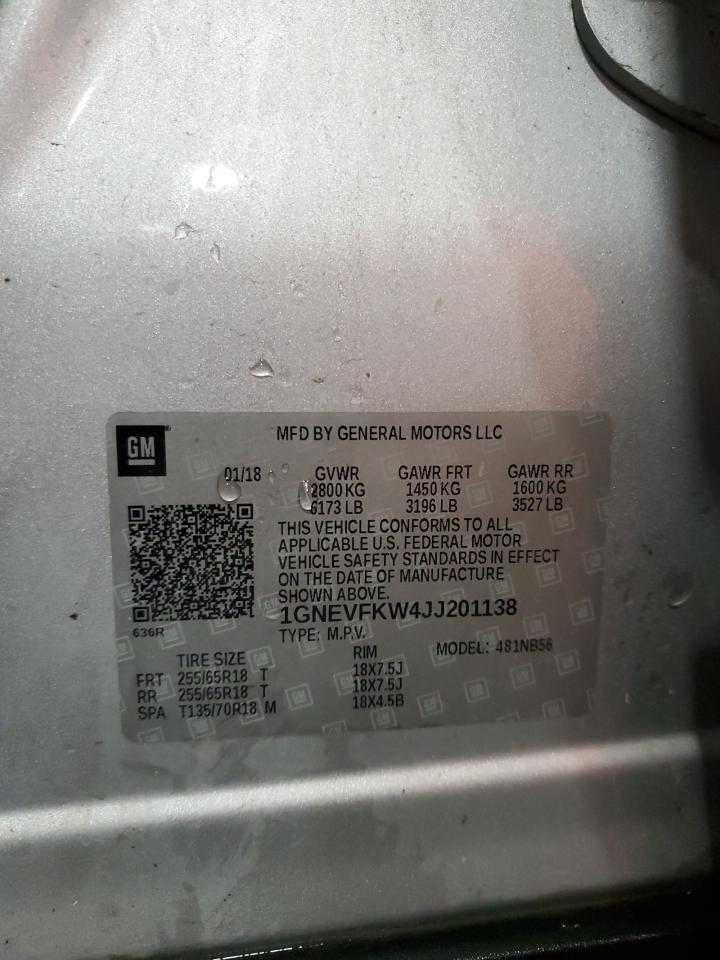 GM
MFD BY GENERAL MOTORS LLC
01/18 GVWR GAWR FRT GAWR RR
2800 KG 1450 KG 1600 KG
6173 LB 3196 LB 3527 LB
THIS VEHICLE CONFORMS TO ALL
APPLICABLE U.S. FEDERAL MOTOR
VEHICLE SAFETY STANDARDS IN EFFECT
ON THE DATE OF MANUFACTURE
SHOWN ABOVE.
1GNEVFKW4JJ201138
636R
TYPE: M.P.V. MODEL: 481NB56
TIRE SIZE RIM
FRT 255/65R18 T 18X7.5J
RR 255/65R18 T 18X7.5J
SPA T135/70R18 M 18X4.5B